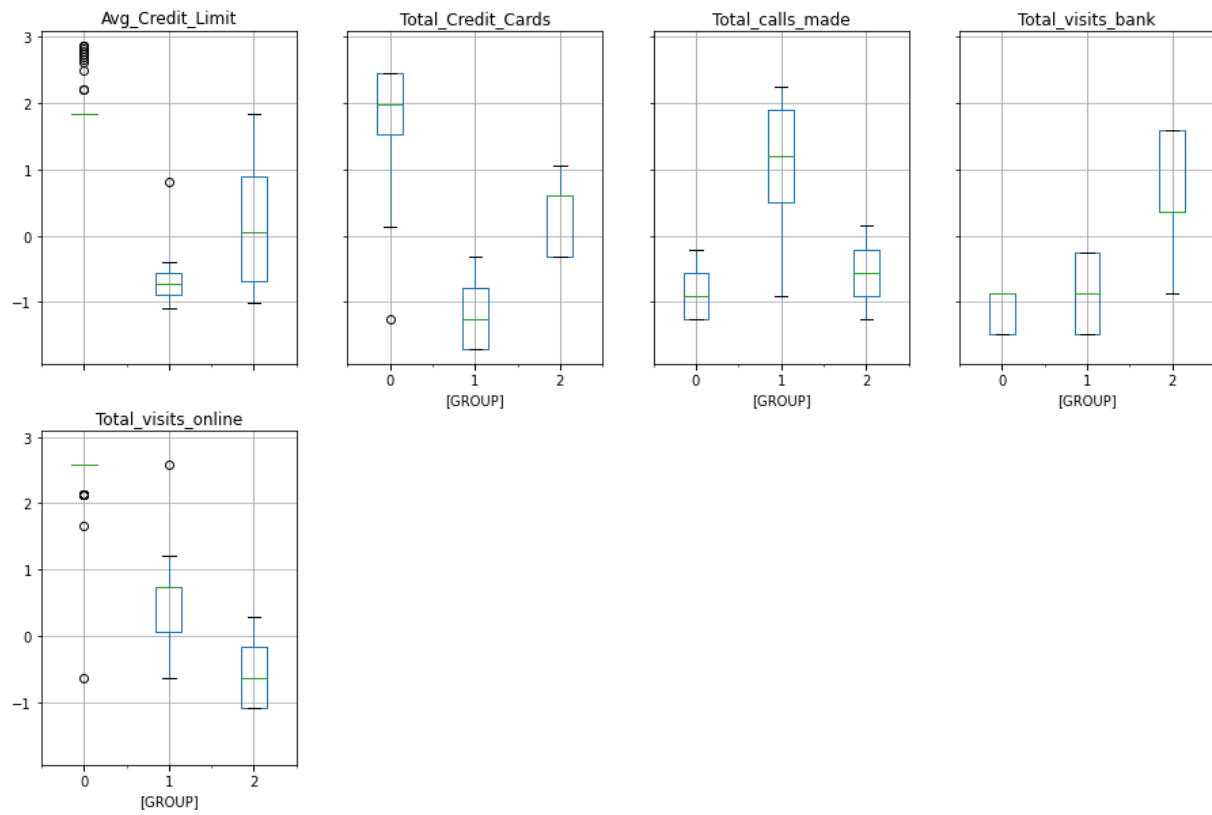 Avg_Credit_Limit
Total_Credit_Cards
Total_calls_made
Total_visits_bank
3
2
1
0
−1
0
1
2
[GROUP]
0
1
2
[GROUP]
0
1
2
[GROUP]
Total_visits_online
3
2
1
0
−1
0
1
2
[GROUP]